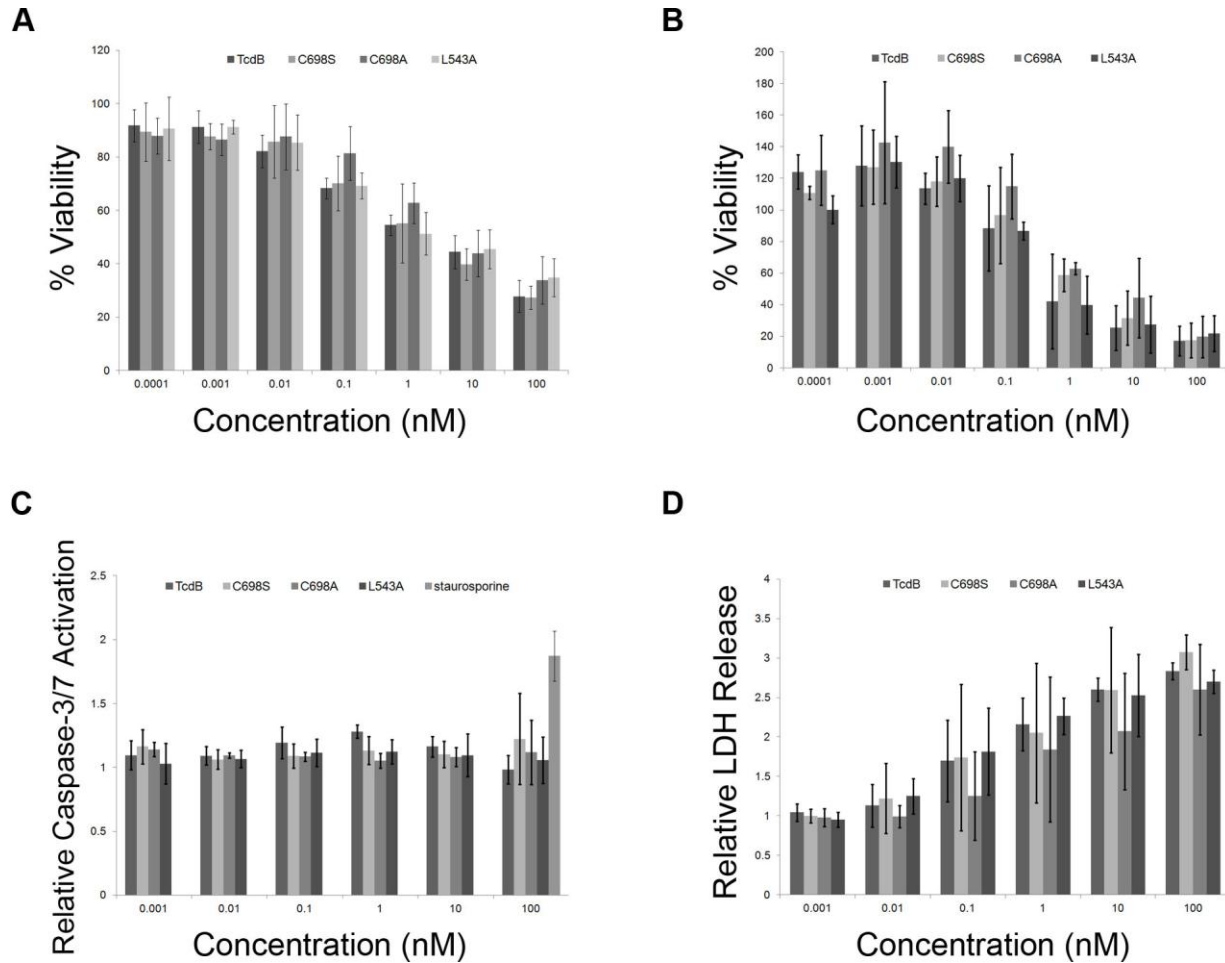 A
120
100
80
60
40
20
0
% Viability
TcdB C698S C698A L543A
0.0001 0.001 0.01 0.1 1 10 100
Concentration (nM)
B
200
180
160
140
120
100
80
60
40
20
0
% Viability
TcdB C698S C698A L543A
0.0001 0.001 0.01 0.1 1 10 100
Concentration (nM)
C
2.5
2
1.5
1
0.5
0
Relative Caspase-3/7 Activation
TcdB C698S C698A L543A staurosporine
0.001 0.01 0.1 1 10 100
Concentration (nM)
D
4
3.5
3
2.5
2
1.5
1
0.5
0
Relative LDH Release
TcdB C698S C698A L543A
0.001 0.01 0.1 1 10 100
Concentration (nM)